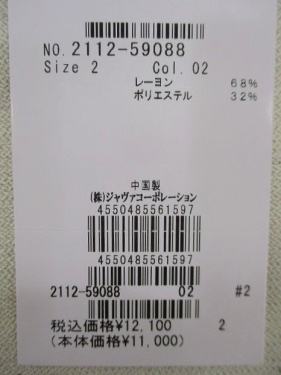 NO. 2112-59088
Size 2 Col. 02
レーヨン 68%
ポリエステル 32%
中国製
(株)ジャヴァコーポレーション
4550485561597
4550485561597
2112-59088 02 #2
税込価格¥12,100 2
(本体価格¥11,000)